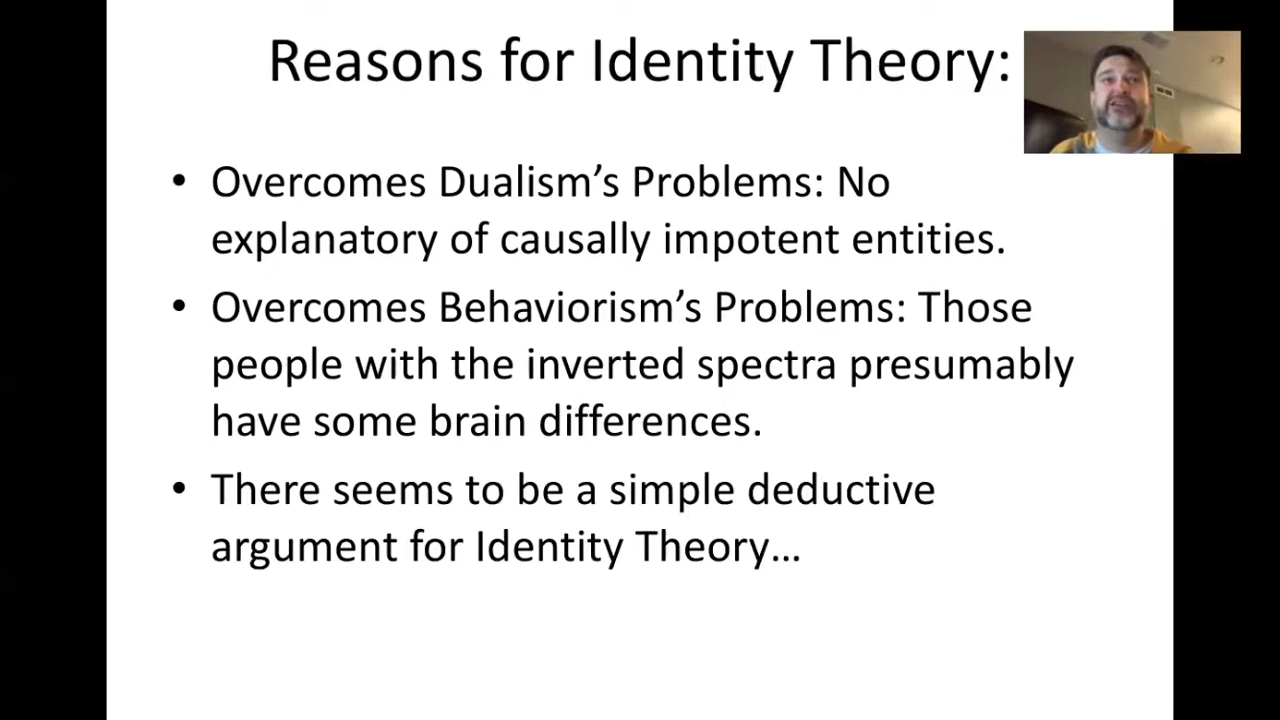 Reasons for Identity Theory:
• Overcomes Dualism’s Problems: No
explanatory of causally impotent entities.
• Overcomes Behaviorism’s Problems: Those
people with the inverted spectra presumably
have some brain differences.
• There seems to be a simple deductive
argument for Identity Theory…